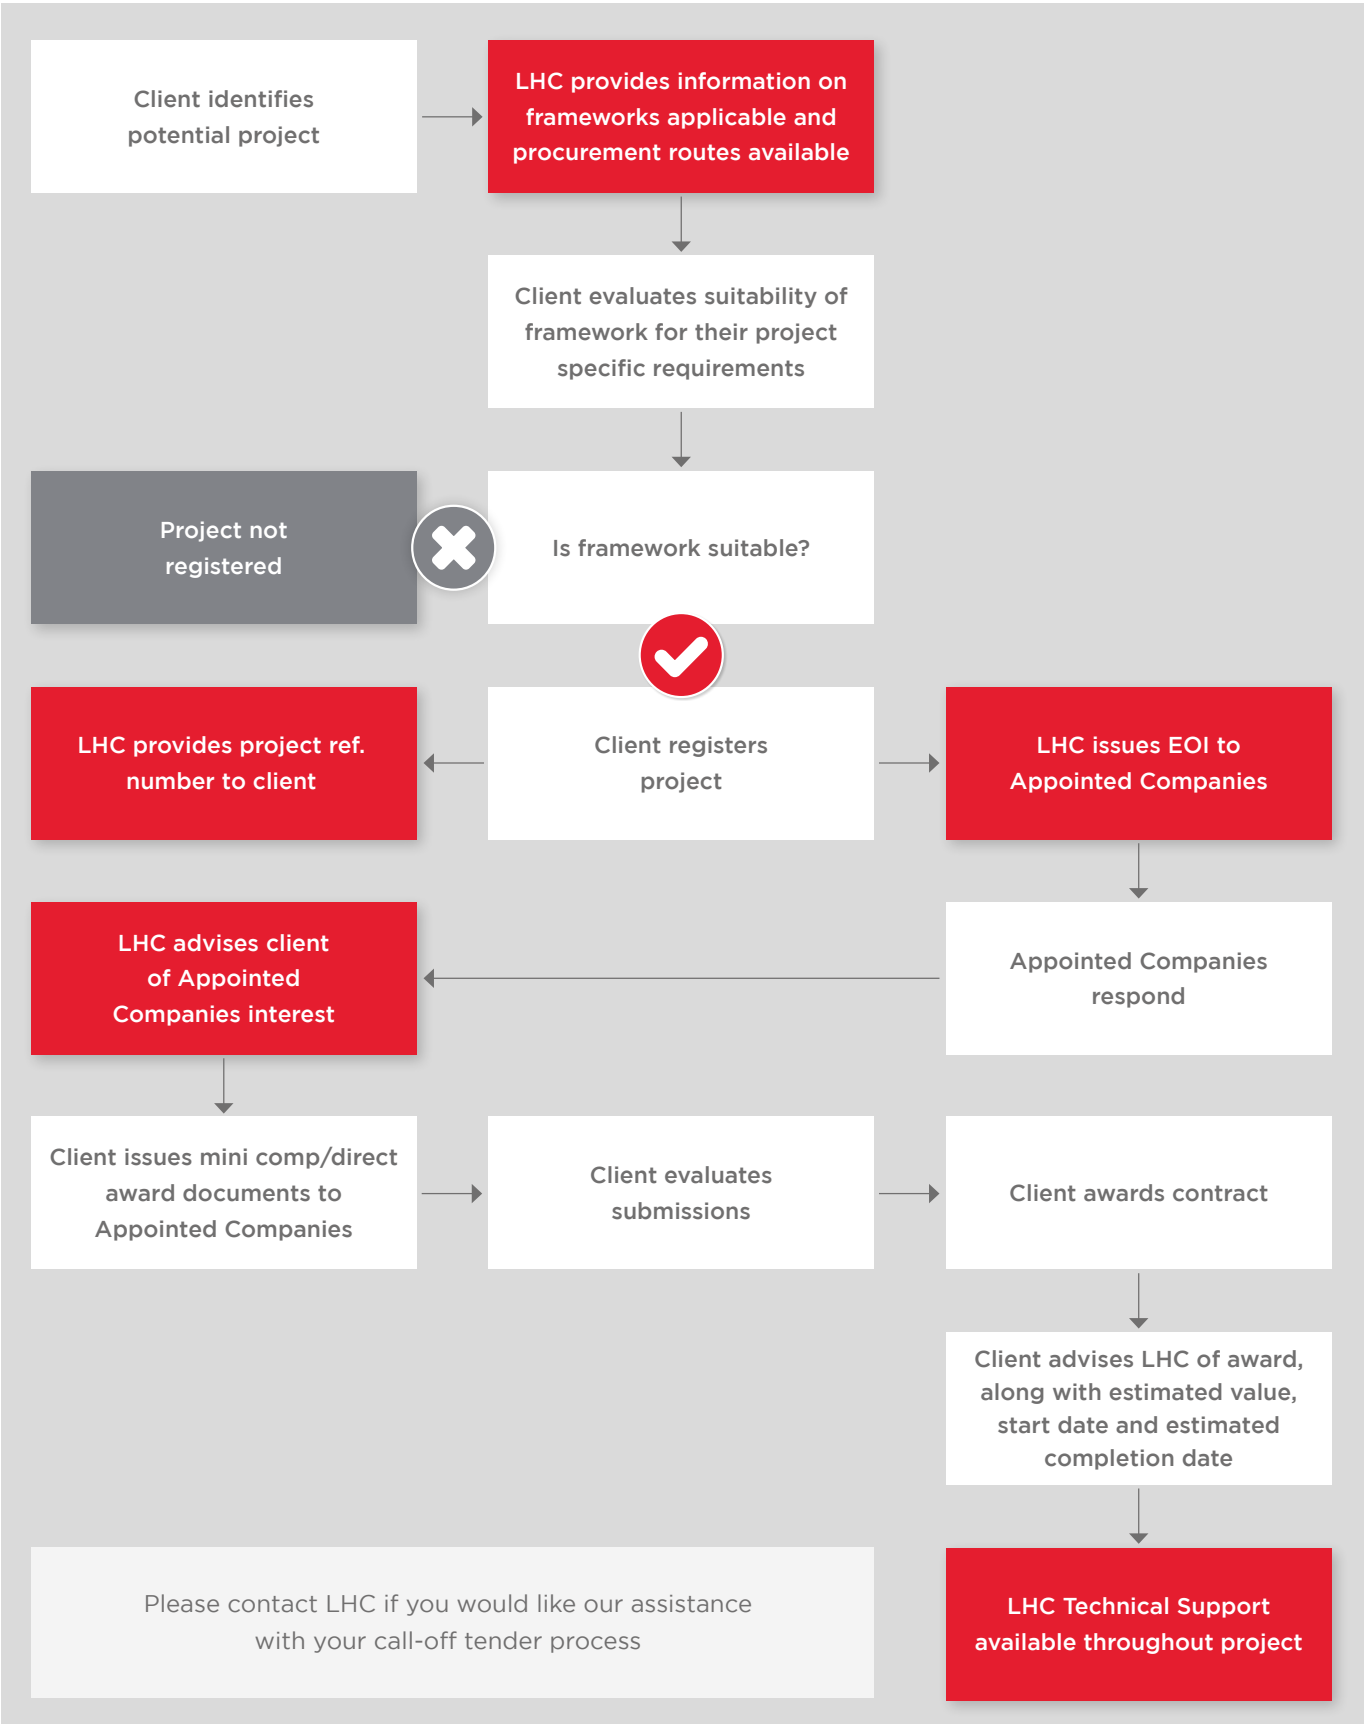 Client identifies
potential project
LHC provides information on
frameworks applicable and
procurement routes available
Client evaluates suitability of
framework for their project
specific requirements
Project not
registered
Is framework suitable?
LHC provides project ref.
number to client
Client registers
project
LHC issues EOI to
Appointed Companies
LHC advises client
of Appointed
Companies interest
Appointed Companies
respond
Client issues mini comp/direct
award documents to
Appointed Companies
Client evaluates
submissions
Client awards contract
Client advises LHC of award,
along with estimated value,
start date and estimated
completion date
Please contact LHC if you would like our assistance
with your call-off tender process
LHC Technical Support
available throughout project